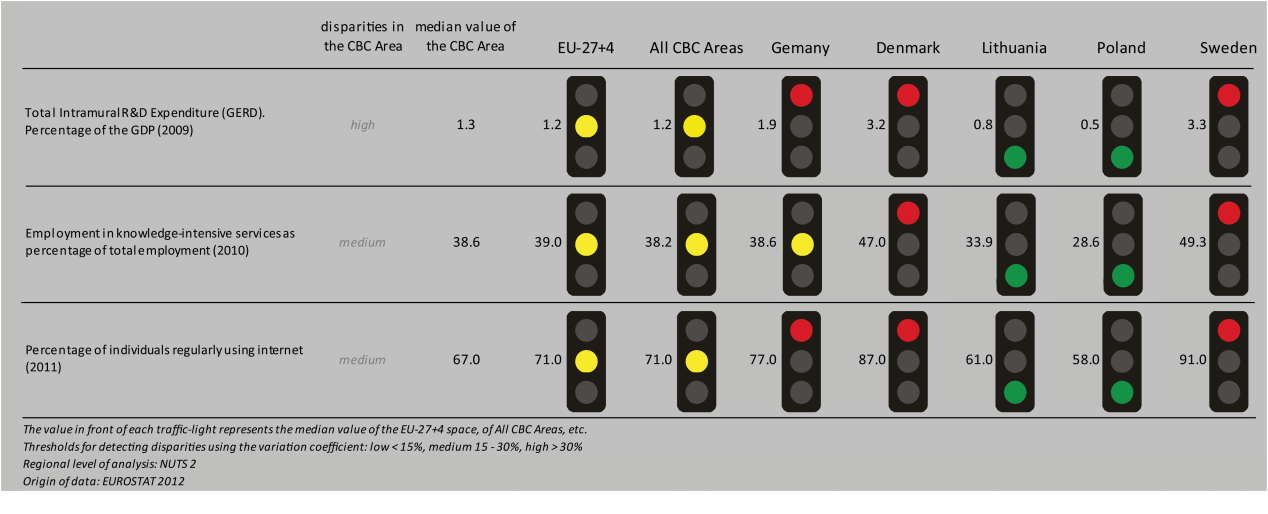 disparities in the CBC Area median value of the CBC Area EU-27+4 All CBC Areas Gemany Denmark Lithuania Poland Sweden
Total Intramural R&D Expenditure (GERD).
Percentage of the GDP (2009)
high 1.3 1.2 1.2 1.9 3.2 0.8 0.5 3.3
Employment in knowledge-intensive services as
percentage of total employment (2010)
medium 38.6 39.0 38.2 38.6 47.0 33.9 28.6 49.3
Percentage of individuals regularly using internet
(2011)
medium 67.0 71.0 71.0 77.0 87.0 61.0 58.0 91.0
The value in front of each traffic-light represents the median value of the EU-27+4 space, of All CBC Areas, etc.
Thresholds for detecting disparities using the variation coefficient: low < 15%, medium 15 - 30%, high > 30%
Regional level of analysis: NUTS 2
Origin of data: EUROSTAT 2012